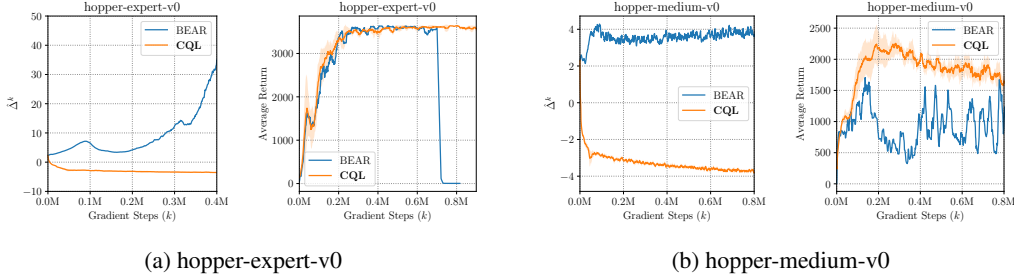 hopper-expert-v0
50
40
30
20
10
0
−10
Δ̂ᵏ
BEAR
CQL
0.0M 0.1M 0.2M 0.3M 0.4M
Gradient Steps (k)
hopper-expert-v0
3000
2000
1000
0
Average Return
BEAR
CQL
0.0M 0.2M 0.4M 0.6M 0.8M
Gradient Steps (k)
(a) hopper-expert-v0
hopper-medium-v0
4
2
0
−2
−4
Δ̂ᵏ
BEAR
CQL
0.0M 0.2M 0.4M 0.6M 0.8M
Gradient Steps (k)
hopper-medium-v0
2500
2000
1500
1000
500
0
Average Return
BEAR
CQL
0.0M 0.2M 0.4M 0.6M 0.8M
Gradient Steps (k)
(b) hopper-medium-v0